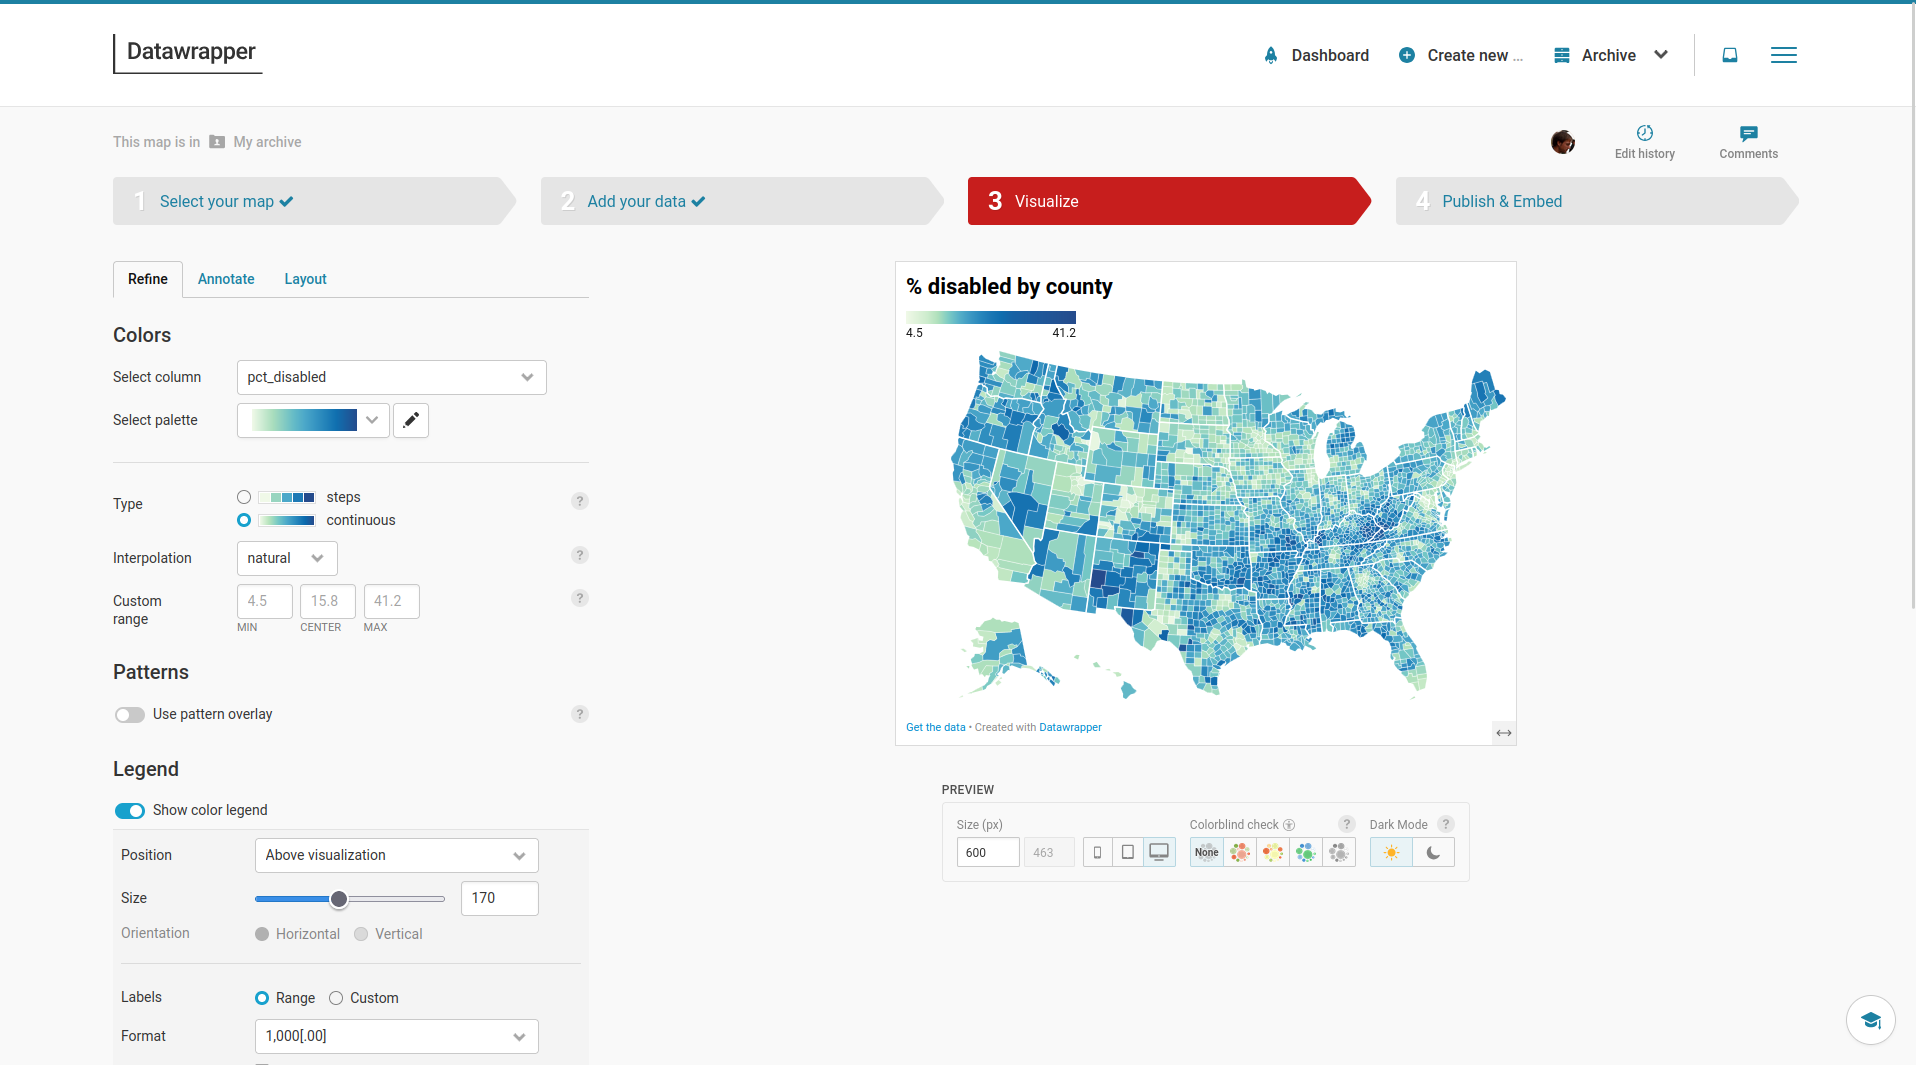 Datawrapper
Dashboard
Create new ...
Archive
This map is in My archive
Edit history
Comments
1 Select your map
2 Add your data
3 Visualize
4 Publish & Embed
Refine
Annotate
Layout
Colors
Select column
pct_disabled
Select palette
Type
steps
continuous
?
Interpolation
natural
?
Custom
range
4.5
15.8
41.2
?
MIN
CENTER
MAX
Patterns
Use pattern overlay
?
Legend
Show color legend
Position
Above visualization
Size
170
Orientation
Horizontal
Vertical
Labels
Range
Custom
Format
1,000[.00]
% disabled by county
4.5
41.2
Get the data • Created with Datawrapper
PREVIEW
Size (px)
600
463
Colorblind check
?
None
Dark Mode
?